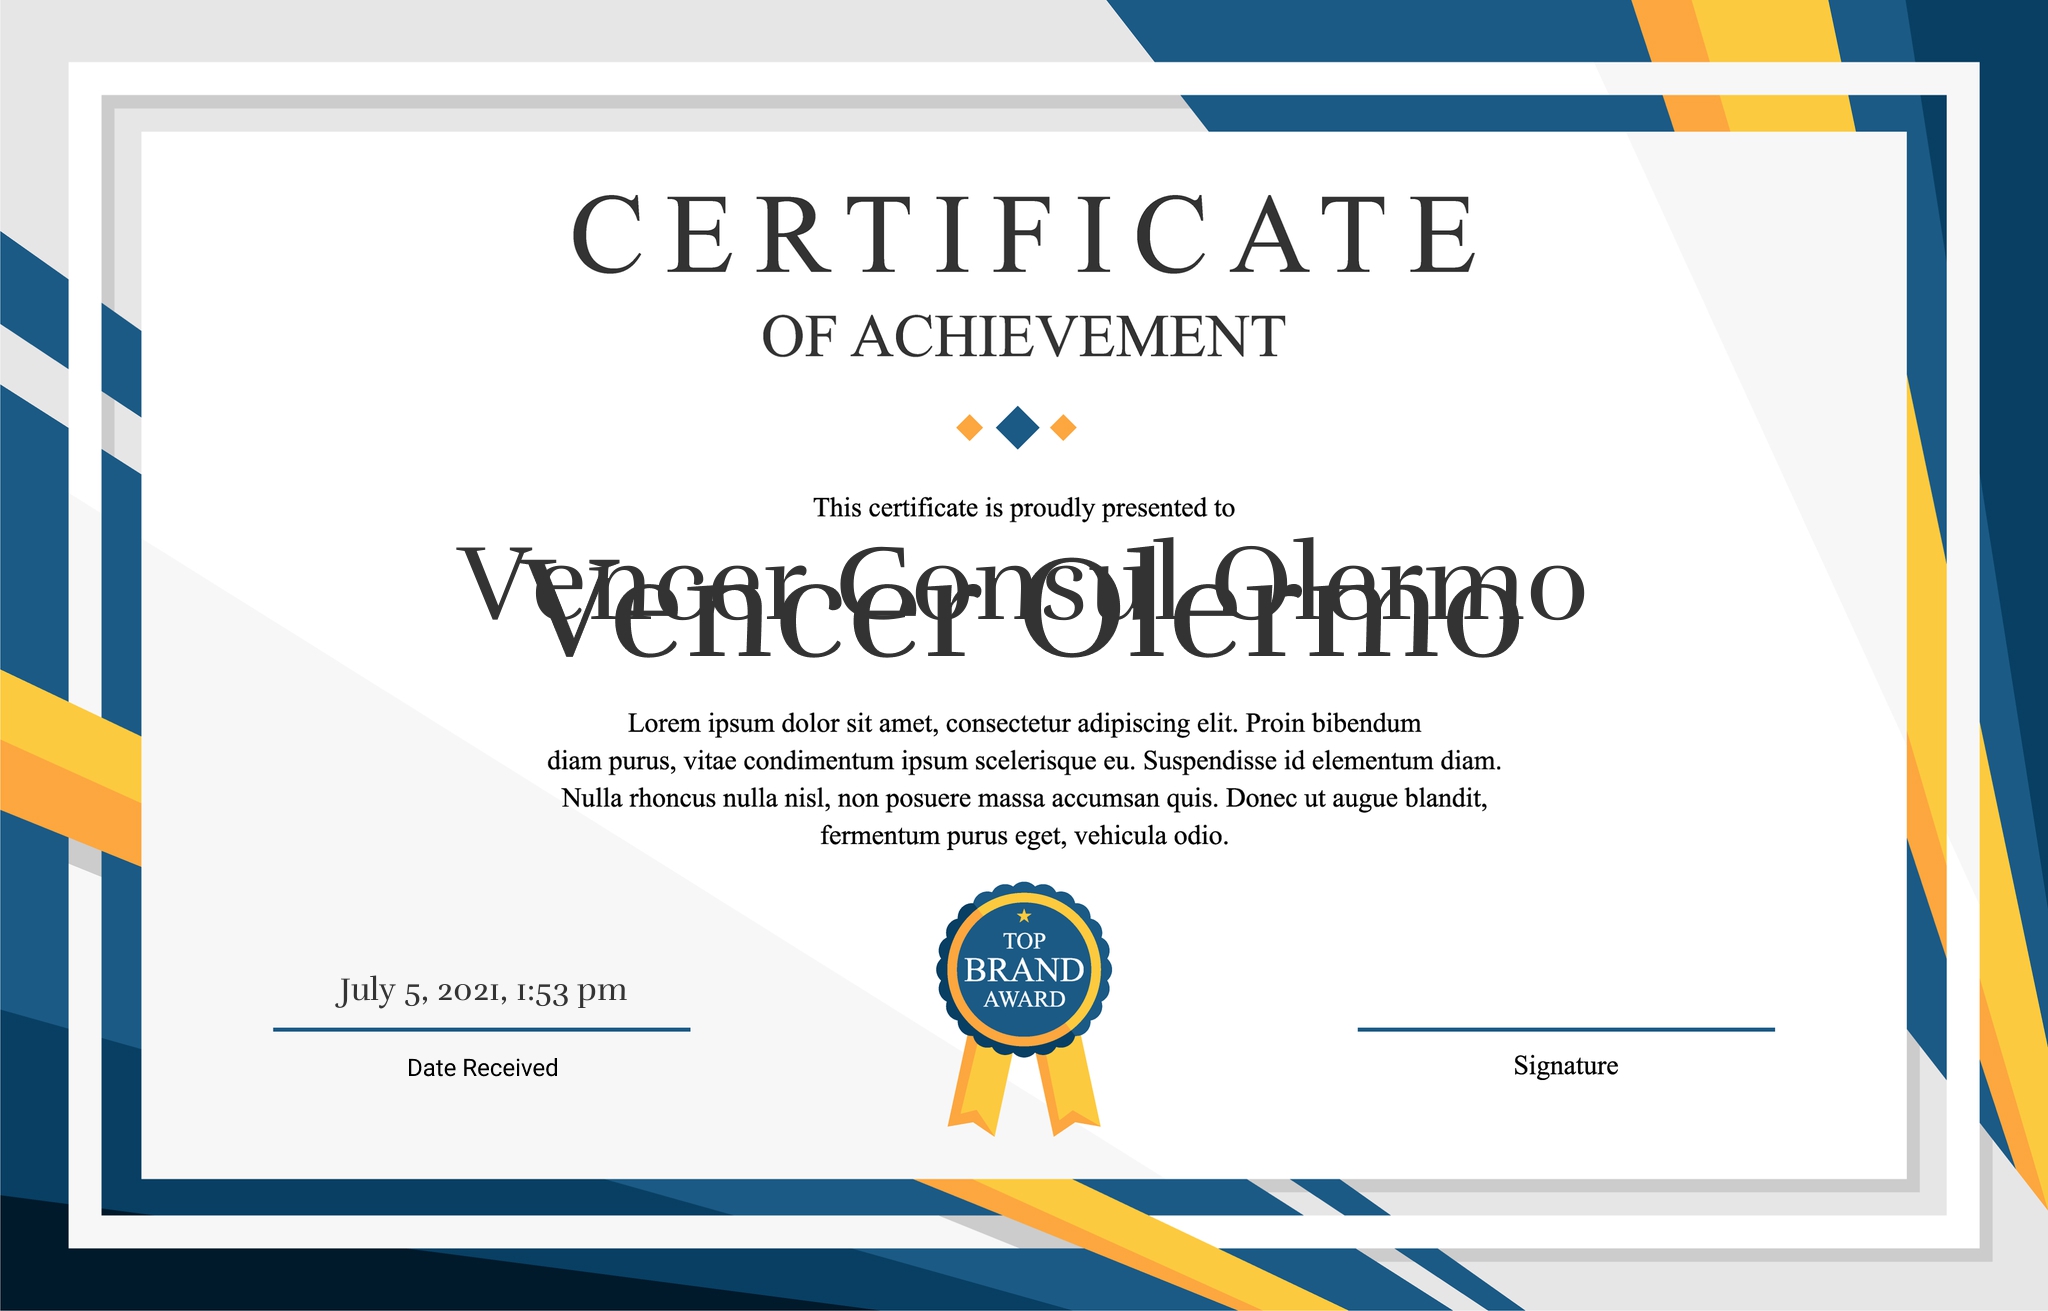 CERTIFICATE
OF ACHIEVEMENT
This certificate is proudly presented to
Vencer Consul Olermo
Vencer Olermo
Lorem ipsum dolor sit amet, consectetur adipiscing elit. Proin bibendum
diam purus, vitae condimentum ipsum scelerisque eu. Suspendisse id elementum diam.
Nulla rhoncus nulla nisl, non posuere massa accumsan quis. Donec ut augue blandit,
fermentum purus eget, vehicula odio.
TOP
BRAND
AWARD
July 5, 2021, 1:53 pm
Date Received
Signature